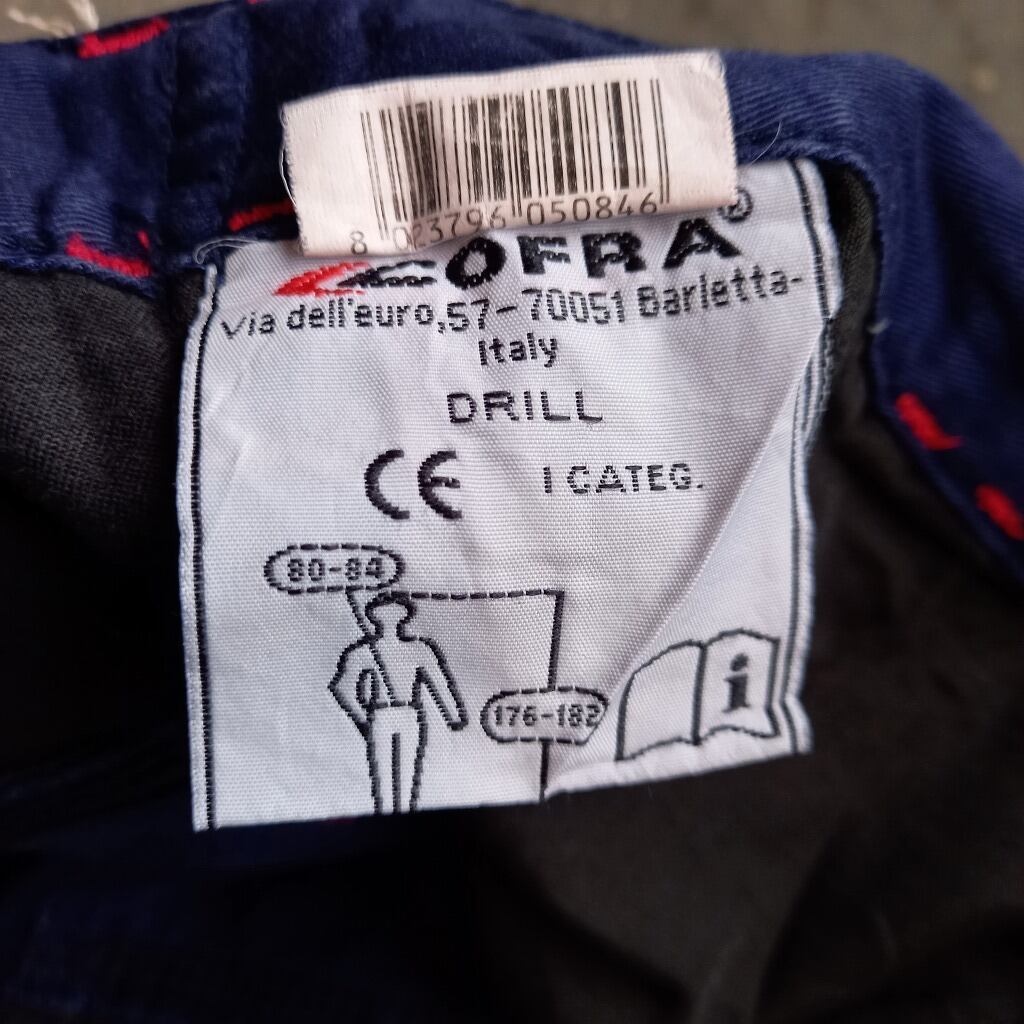 8 023796 050846
COFRA®
Via dell'euro,57-70051 Barletta-
Italy
DRILL
CE I CATEG.
80-84
176-182
i